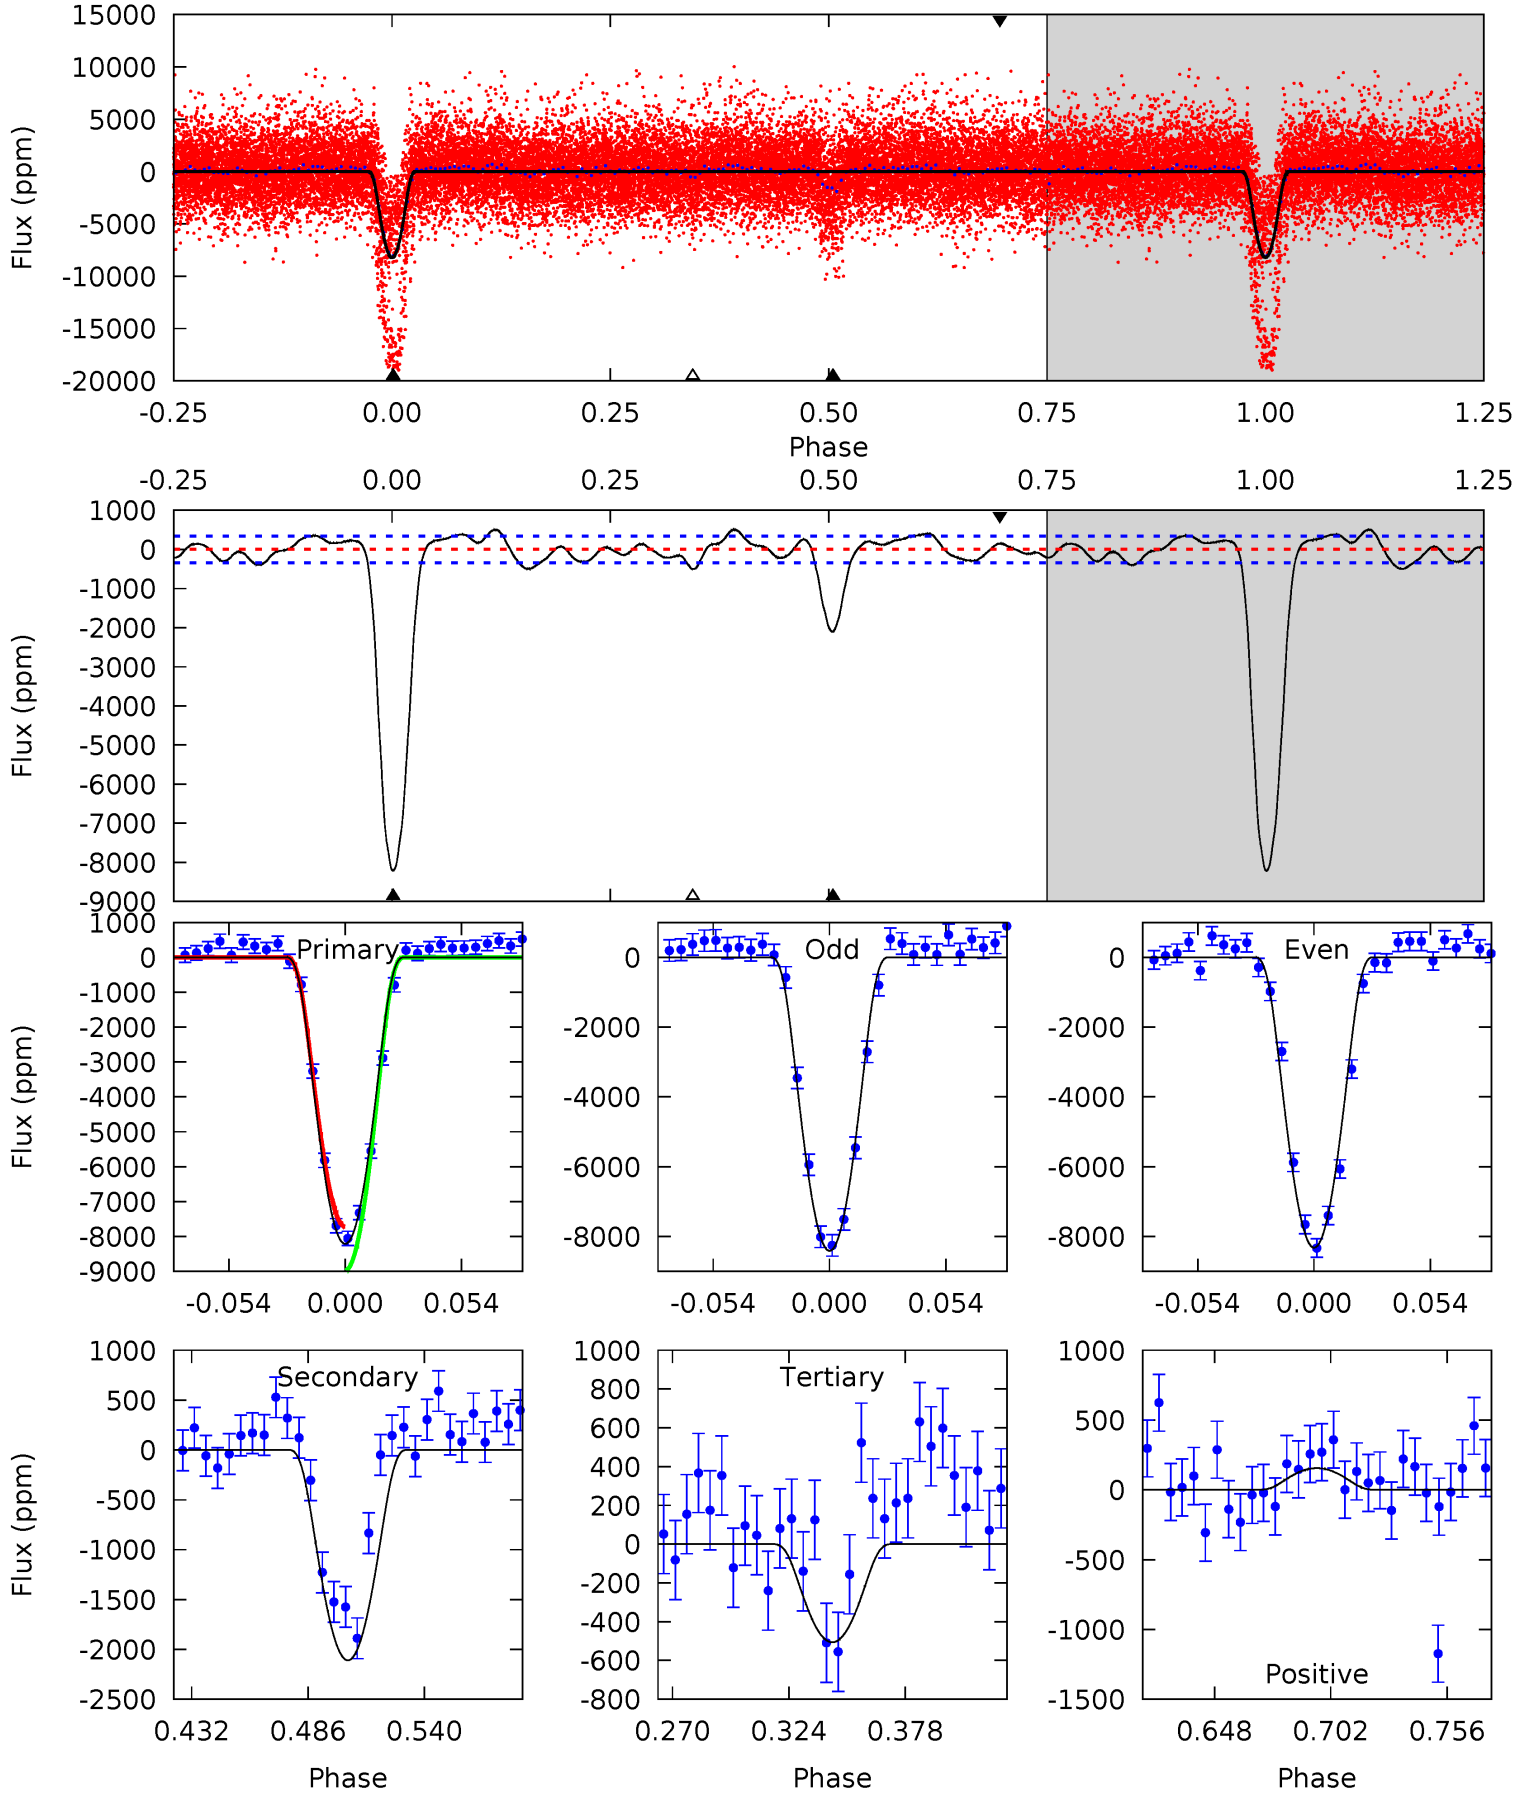 15000
10000
5000
0
-5000
-10000
-15000
-20000
Flux (ppm)
-0.25 0.00 0.25 0.50 0.75 1.00 1.25
Phase
-0.25 0.00 0.25 0.50 0.75 1.00 1.25
1000
0
-1000
-2000
-3000
-4000
-5000
-6000
-7000
-8000
-9000
Flux (ppm)
1000
0
-1000
-2000
-3000
-4000
-5000
-6000
-7000
-8000
-9000
Flux (ppm)
Primary
-0.054 0.000 0.054
0
-2000
-4000
-6000
-8000
Odd
-0.054 0.000 0.054
0
-2000
-4000
-6000
-8000
Even
-0.054 0.000 0.054
1000
500
0
-500
-1000
-1500
-2000
-2500
Flux (ppm)
Secondary
0.432 0.486 0.540
Phase
1000
800
600
400
200
0
-200
-400
-600
-800
Tertiary
0.270 0.324 0.378
Phase
1000
500
0
-500
-1000
-1500
Positive
0.648 0.702 0.756
Phase